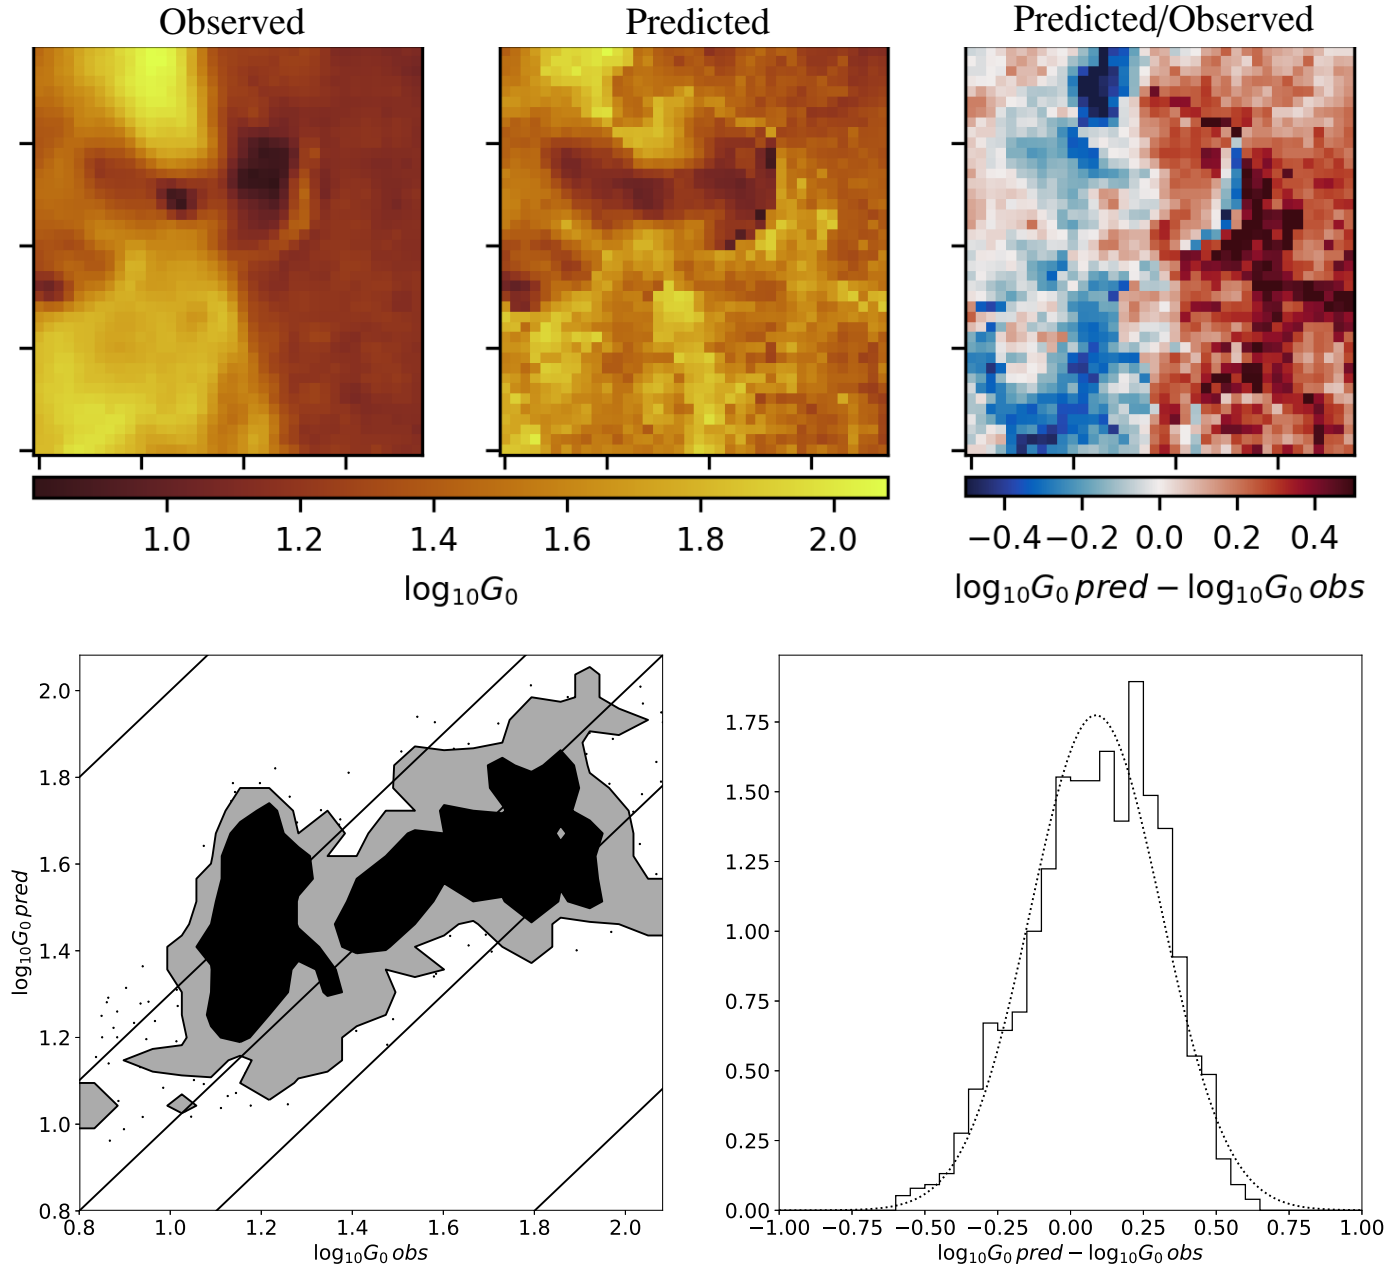 Observed Predicted Predicted/Observed
1.0 1.2 1.4 1.6 1.8 2.0 −0.4 −0.2 0.0 0.2 0.4
log₁₀G₀ log₁₀G₀ pred − log₁₀G₀ obs
2.0
1.8
1.6
1.4
1.2
1.0
0.8
log₁₀G₀ pred
0.8 1.0 1.2 1.4 1.6 1.8 2.0
log₁₀G₀ obs
1.75
1.50
1.25
1.00
0.75
0.50
0.25
0.00
−1.00 −0.75 −0.50 −0.25 0.00 0.25 0.50 0.75 1.00
log₁₀G₀ pred − log₁₀G₀ obs